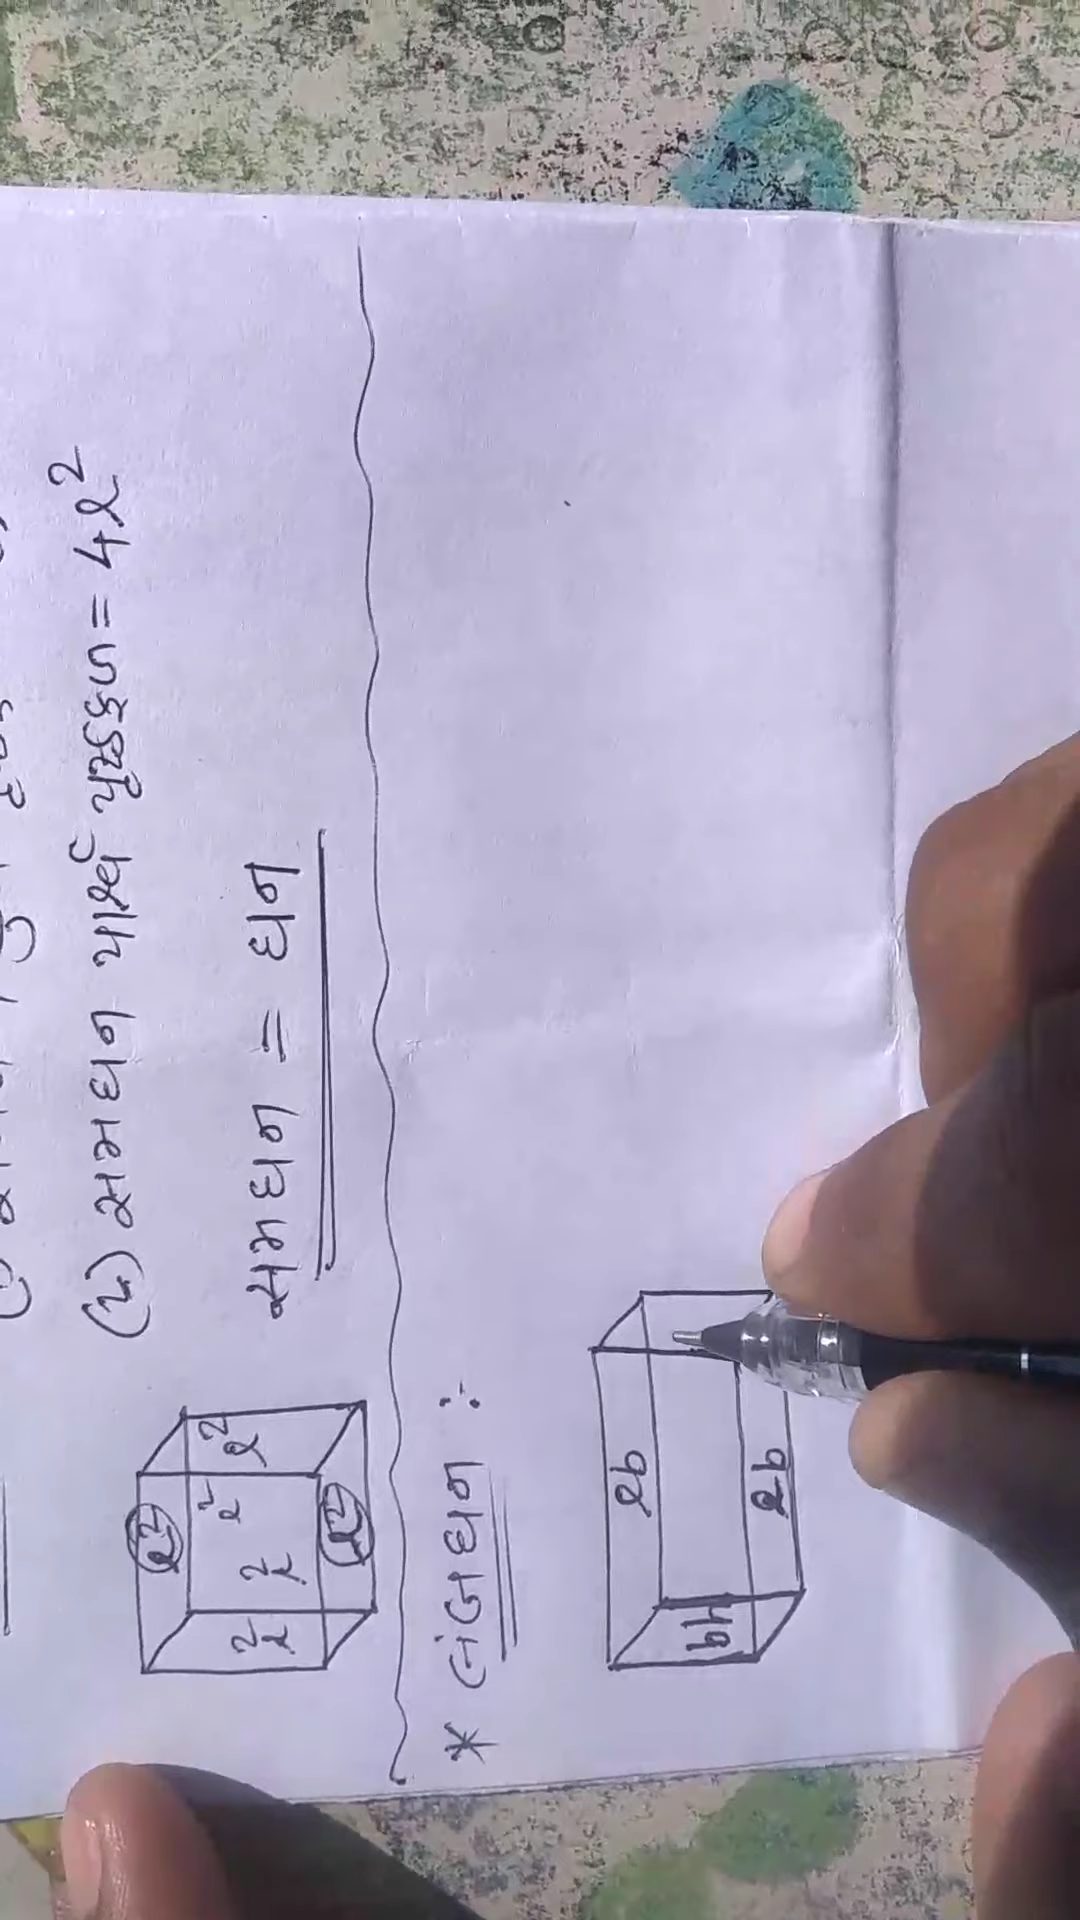 (૨) સમઘન પાર્શ્વ પૃષ્ઠફળ = 4l²
l²
l²
l²
l²
l²
l²
સમઘન = ઘન
* લંબઘન :
lb
bh
lb